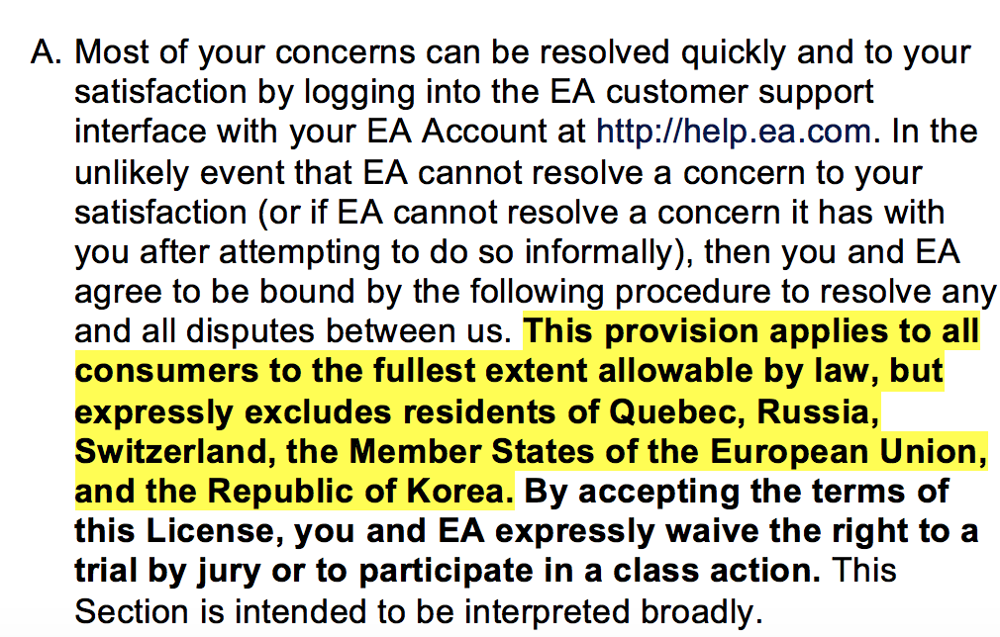 A. Most of your concerns can be resolved quickly and to your
satisfaction by logging into the EA customer support
interface with your EA Account at http://help.ea.com. In the
unlikely event that EA cannot resolve a concern to your
satisfaction (or if EA cannot resolve a concern it has with
you after attempting to do so informally), then you and EA
agree to be bound by the following procedure to resolve any
and all disputes between us. This provision applies to all
consumers to the fullest extent allowable by law, but
expressly excludes residents of Quebec, Russia,
Switzerland, the Member States of the European Union,
and the Republic of Korea. By accepting the terms of
this License, you and EA expressly waive the right to a
trial by jury or to participate in a class action. This
Section is intended to be interpreted broadly.